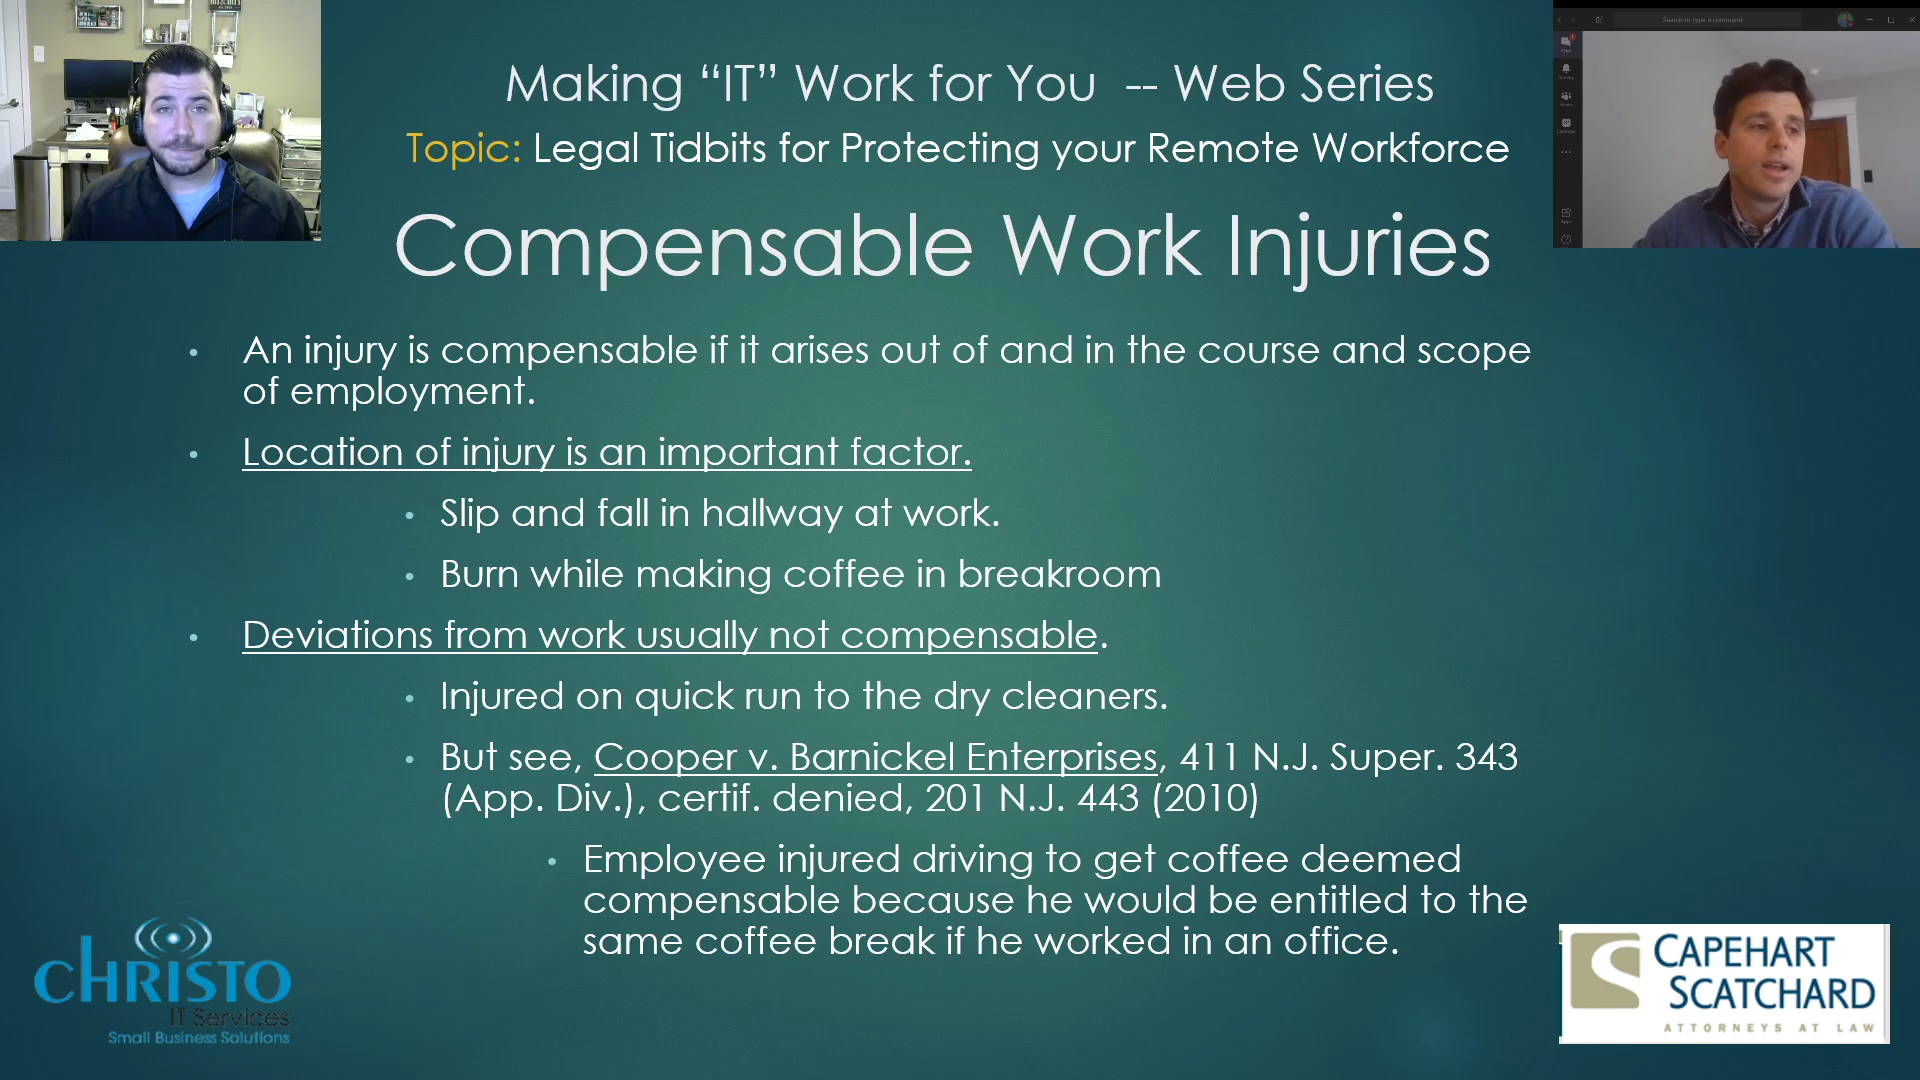 Making “IT” Work for You -- Web Series
Topic: Legal Tidbits for Protecting your Remote Workforce
Search or type a command
Compensable Work Injuries
• An injury is compensable if it arises out of and in the course and scope
of employment.
• Location of injury is an important factor.
• Slip and fall in hallway at work.
• Burn while making coffee in breakroom
• Deviations from work usually not compensable.
• Injured on quick run to the dry cleaners.
• But see, Cooper v. Barnickel Enterprises, 411 N.J. Super. 343
(App. Div.), certif. denied, 201 N.J. 443 (2010)
• Employee injured driving to get coffee deemed
compensable because he would be entitled to the
same coffee break if he worked in an office.
CHRISTO
IT Services
Small Business Solutions
CAPEHART
SCATCHARD
ATTORNEYS AT LAW